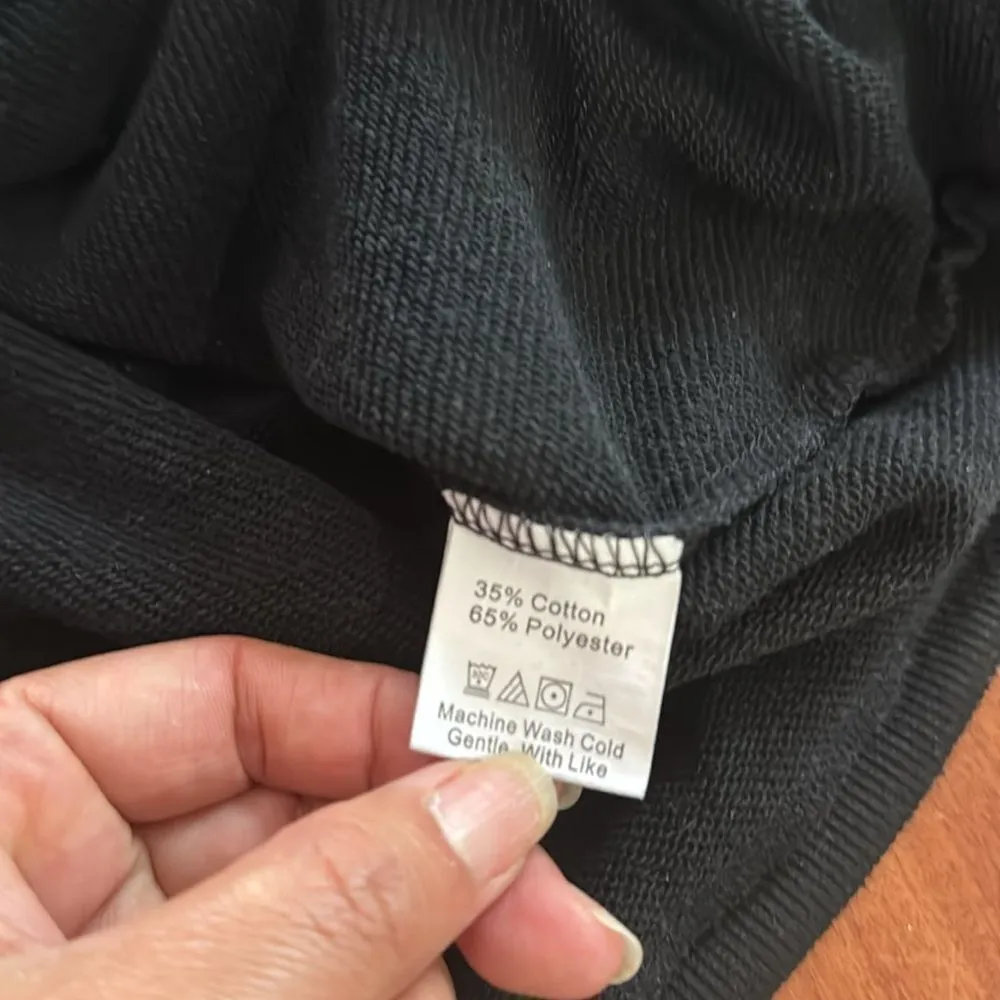 35% Cotton
65% Polyester
Machine Wash Cold
Gentle With Like